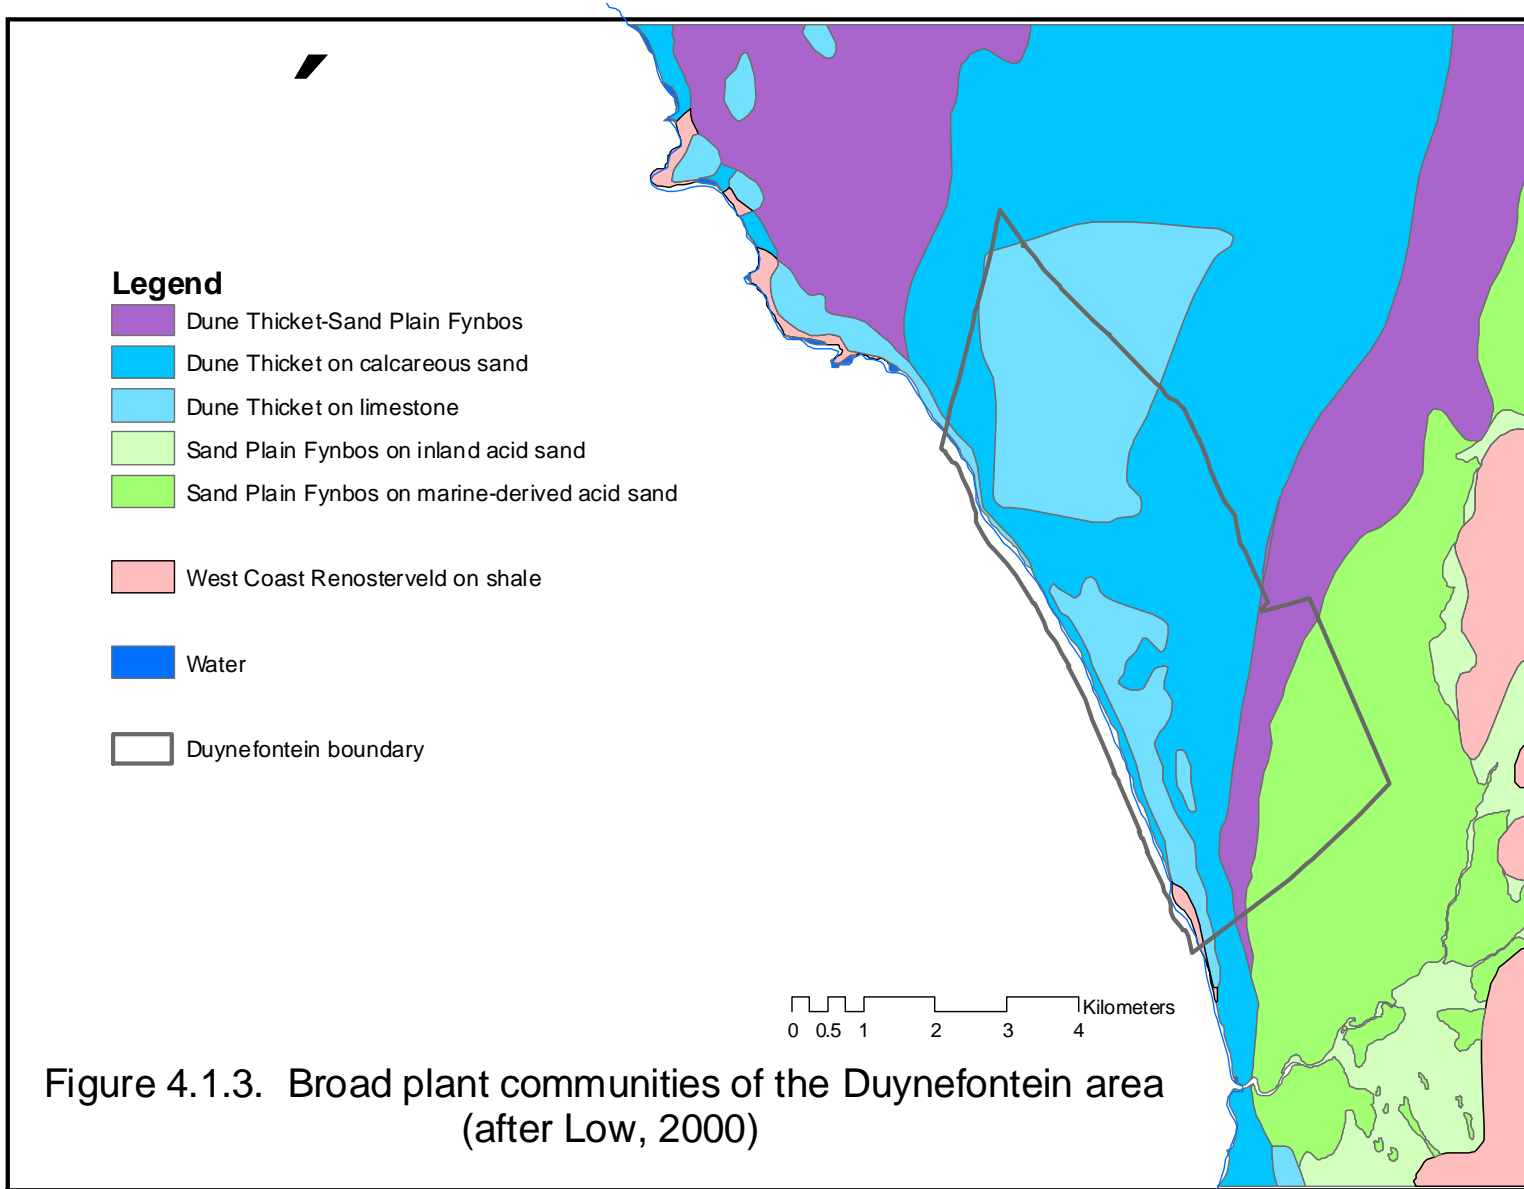 Legend
Dune Thicket-Sand Plain Fynbos
Dune Thicket on calcareous sand
Dune Thicket on limestone
Sand Plain Fynbos on inland acid sand
Sand Plain Fynbos on marine-derived acid sand
West Coast Renosterveld on shale
Water
Duynefontein boundary
Kilometers
0 0.5 1 2 3 4
Figure 4.1.3. Broad plant communities of the Duynefontein area
(after Low, 2000)